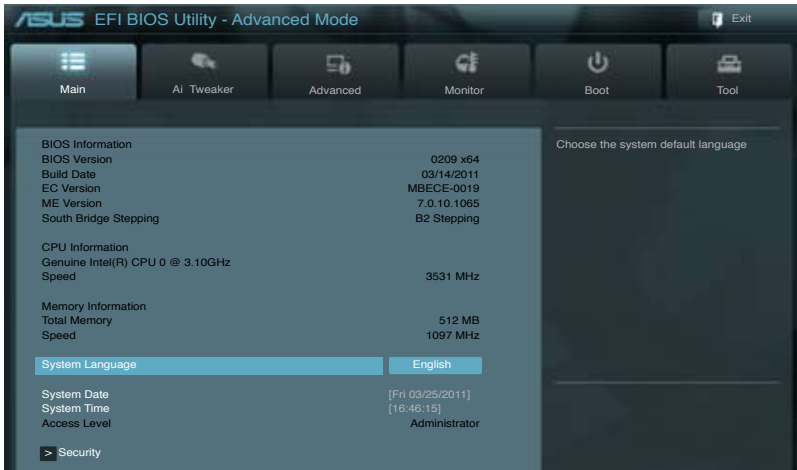 ASUS EFI BIOS Utility - Advanced Mode
Exit
Main
Ai Tweaker
Advanced
Monitor
Boot
Tool
BIOS Information
BIOS Version 0209 x64
Build Date 03/14/2011
EC Version MBECE-0019
ME Version 7.0.10.1065
South Bridge Stepping B2 Stepping
CPU Information
Genuine Intel(R) CPU 0 @ 3.10GHz
Speed 3531 MHz
Memory Information
Total Memory 512 MB
Speed 1097 MHz
System Language English
System Date [Fri 03/25/2011]
System Time [16:46:15]
Access Level Administrator
> Security
Choose the system default language